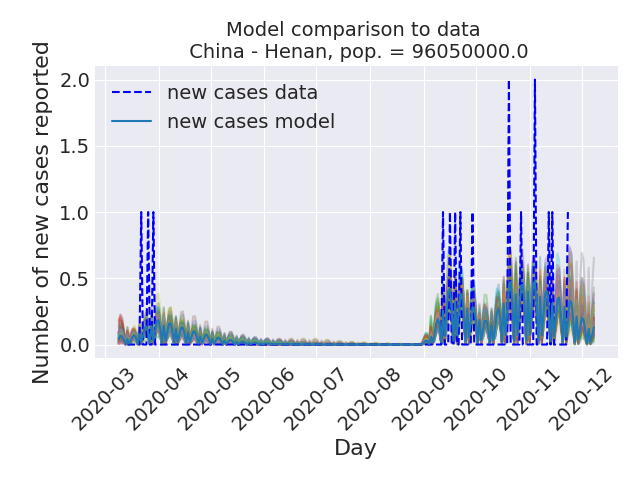 Model comparison to data
China - Henan, pop. = 96050000.0
Number of new cases reported
2.0
1.5
1.0
0.5
0.0
new cases data
new cases model
2020-03
2020-04
2020-05
2020-06
2020-07
2020-08
2020-09
2020-10
2020-11
2020-12
Day